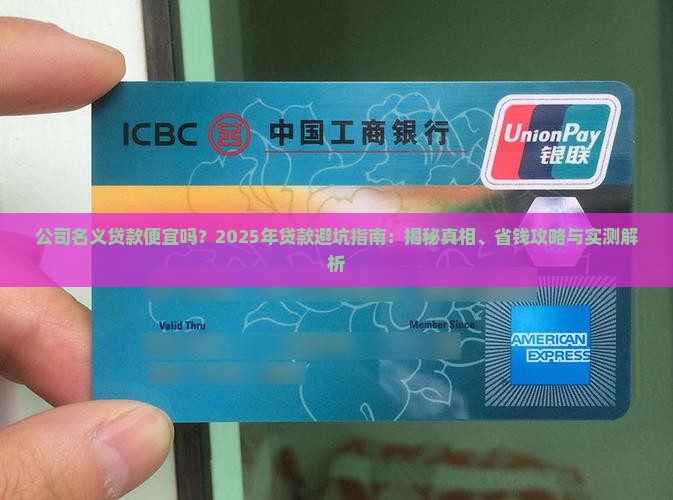 ICBC 中国工商银行
UnionPay
银联
公司名义贷款便宜吗？2025年贷款避坑指南：揭秘真相、省钱攻略与实测解
析
Valid Thru Member Since
AMERICAN
EXPRESS